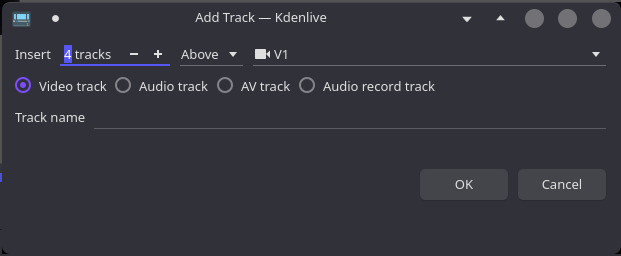 Add Track — Kdenlive
Insert 4 tracks − + Above V1
Video track Audio track AV track Audio record track
Track name
OK Cancel